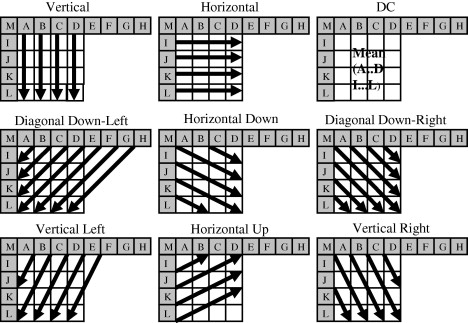 Vertical
M A B C D E F G H
I
J
K
L
Horizontal
M A B C D E F G H
I
J
K
L
DC
M A B C D E F G H
I
J
K
L
Mean
(A..D
I...L)
Diagonal Down-Left
M A B C D E F G H
I
J
K
L
Horizontal Down
M A B C D E F G H
I
J
K
L
Diagonal Down-Right
M A B C D E F G H
I
J
K
L
Vertical Left
M A B C D E F G H
I
J
K
L
Horizontal Up
M A B C D E F G H
I
J
K
L
Vertical Right
M A B C D E F G H
I
J
K
L